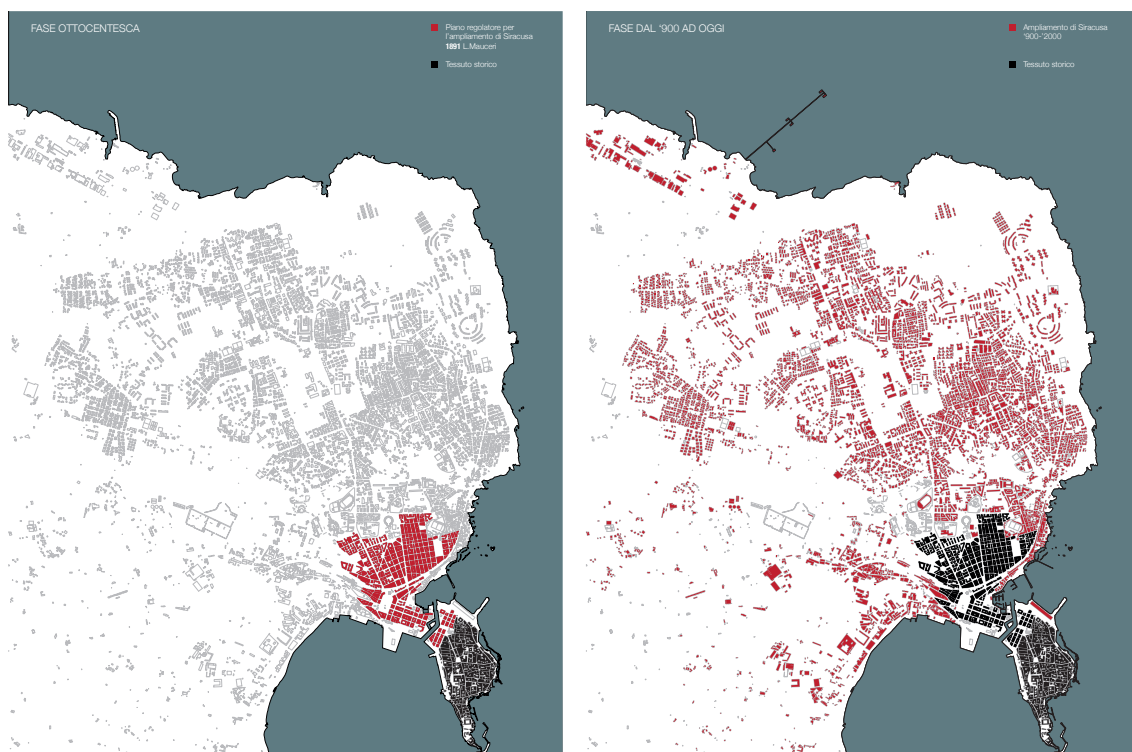 FASE OTTOCENTESCA
Piano regolatore per
l'ampliamento di Siracusa
1891 L.Mauceri
Tessuto storico
FASE DAL '900 AD OGGI
Ampliamento di Siracusa
'900-'2000
Tessuto storico